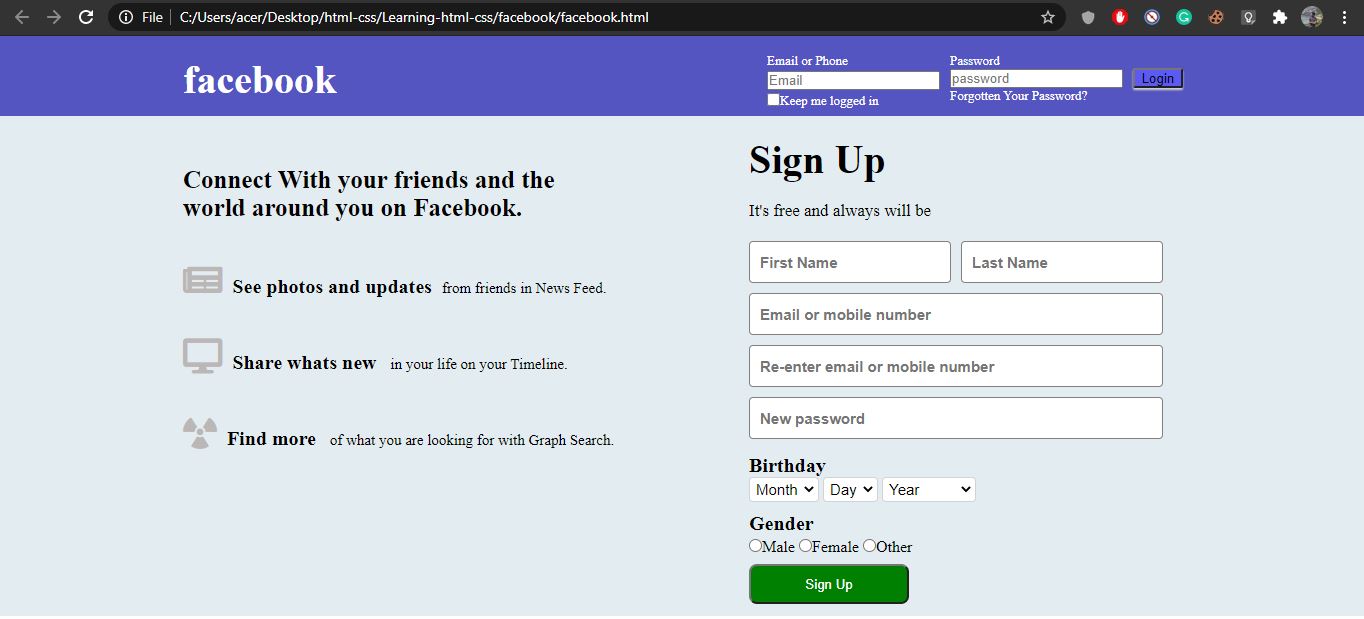 File
C:/Users/acer/Desktop/html-css/Learning-html-css/facebook/facebook.html
facebook
Email or Phone
Email
Keep me logged in
Password
password
Forgotten Your Password?
Login
Connect With your friends and the
world around you on Facebook.
See photos and updates from friends in News Feed.
Share whats new in your life on your Timeline.
Find more of what you are looking for with Graph Search.
Sign Up
It's free and always will be
First Name Last Name
Email or mobile number
Re-enter email or mobile number
New password
Birthday
Month Day Year
Gender
Male Female Other
Sign Up